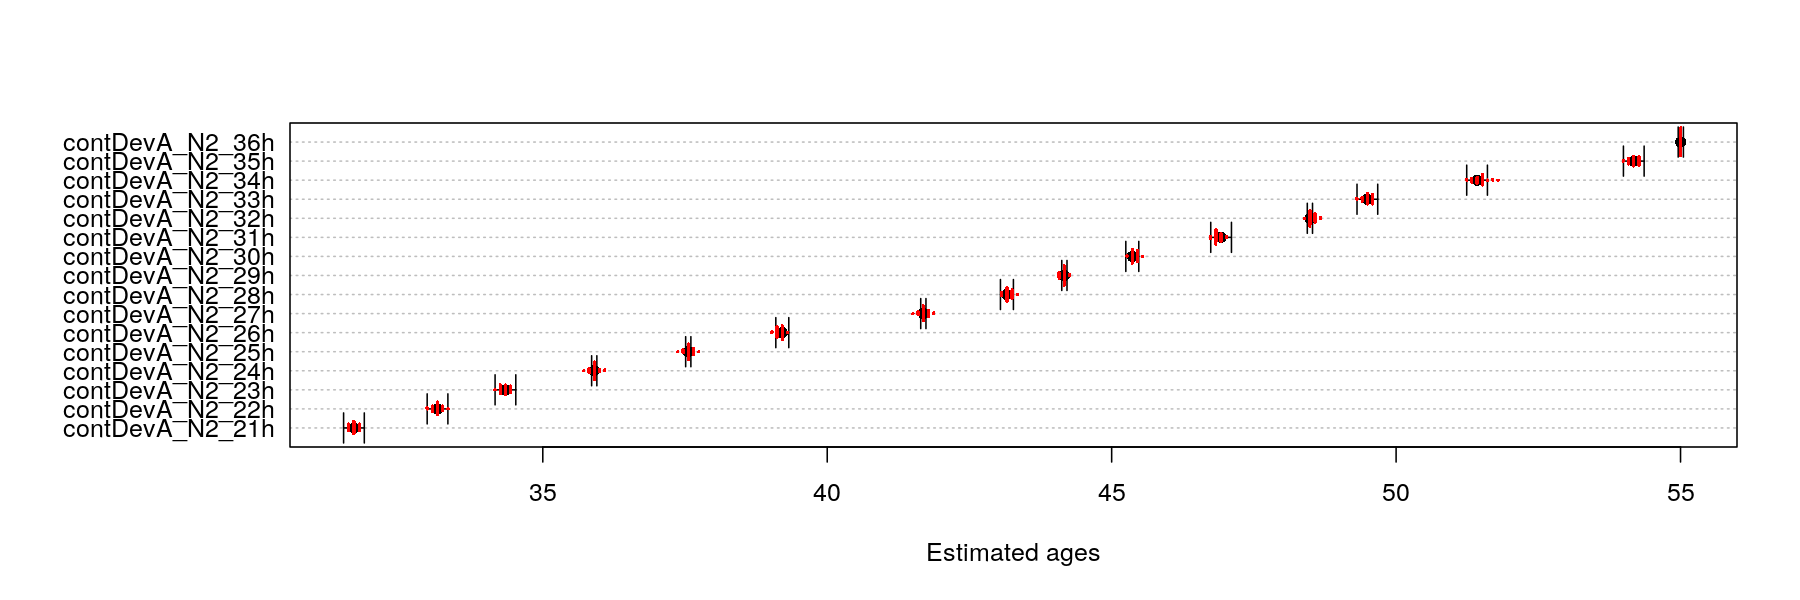 contDevA_N2_36h
contDevA_N2_35h
contDevA_N2_34h
contDevA_N2_33h
contDevA_N2_32h
contDevA_N2_31h
contDevA_N2_30h
contDevA_N2_29h
contDevA_N2_28h
contDevA_N2_27h
contDevA_N2_26h
contDevA_N2_25h
contDevA_N2_24h
contDevA_N2_23h
contDevA_N2_22h
contDevA_N2_21h
35 40 45 50 55
Estimated ages